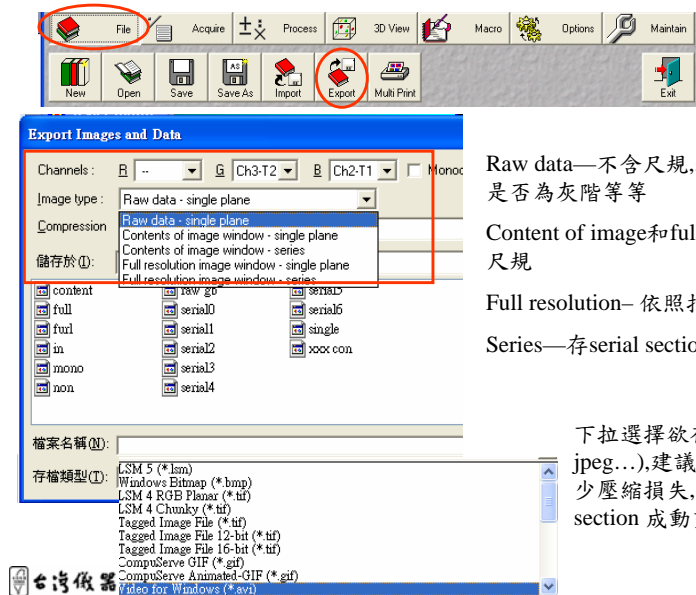 File Acquire Process 3D View Macro Options Maintain
New Open Save Save As Import Export Multi Print Exit
Export Images and Data
Channels : R -- G Ch3-T2 B Ch2-T1 Monoc
Image type : Raw data - single plane
Compression
Raw data - single plane
Contents of image window - single plane
Contents of image window - series
Full resolution image window - single plane
Full resolution image window - series
儲存於(I):
content raw gb serial5
full serial0 serial6
furl serial1 single
in serial2 xxx con
mono serial3
non serial4
檔案名稱(N):
存檔類型(T):
LSM 5 (*.lsm)
Windows Bitmap (*.bmp)
LSM 4 RGB Planar (*.tif)
LSM 4 Chunky (*.tif)
Tagged Image File (*.tif)
Tagged Image File 12-bit (*.tif)
Tagged Image File 16-bit (*.tif)
CompuServe GIF (*.gif)
CompuServe Animated-GIF (*.gif)
Video for Windows (*.avi)
Raw data—不含尺規,
是否為灰階等等
Content of image和ful
尺規
Full resolution– 依照
Series—存serial sectio
下拉選擇欲
jpeg…),建議
少壓縮損失,
section 成動
台灣儀器